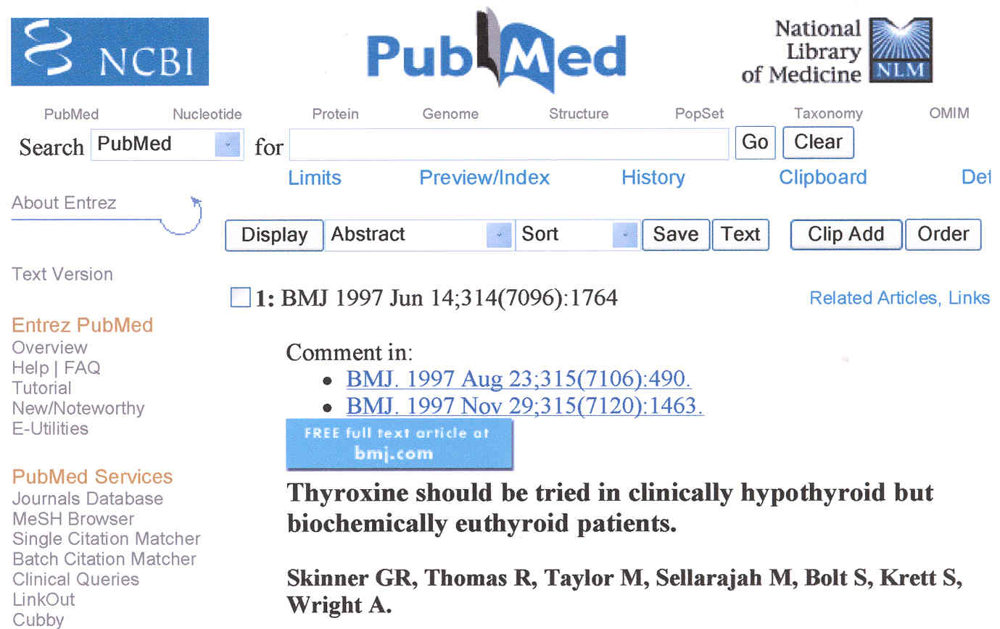 NCBI
PubMed
National
Library
of Medicine
NLM
PubMed Nucleotide Protein Genome Structure PopSet Taxonomy OMIM
Search PubMed for Go Clear
Limits Preview/Index History Clipboard Det
About Entrez
Display Abstract Sort Save Text Clip Add Order
Text Version
1: BMJ 1997 Jun 14;314(7096):1764 Related Articles, Links
Entrez PubMed
Overview
Help | FAQ
Tutorial
New/Noteworthy
E-Utilities
PubMed Services
Journals Database
MeSH Browser
Single Citation Matcher
Batch Citation Matcher
Clinical Queries
LinkOut
Cubby
Comment in:
• BMJ. 1997 Aug 23;315(7106):490.
• BMJ. 1997 Nov 29;315(7120):1463.
FREE full text article at
bmj.com
Thyroxine should be tried in clinically hypothyroid but
biochemically euthyroid patients.
Skinner GR, Thomas R, Taylor M, Sellarajah M, Bolt S, Krett S,
Wright A.